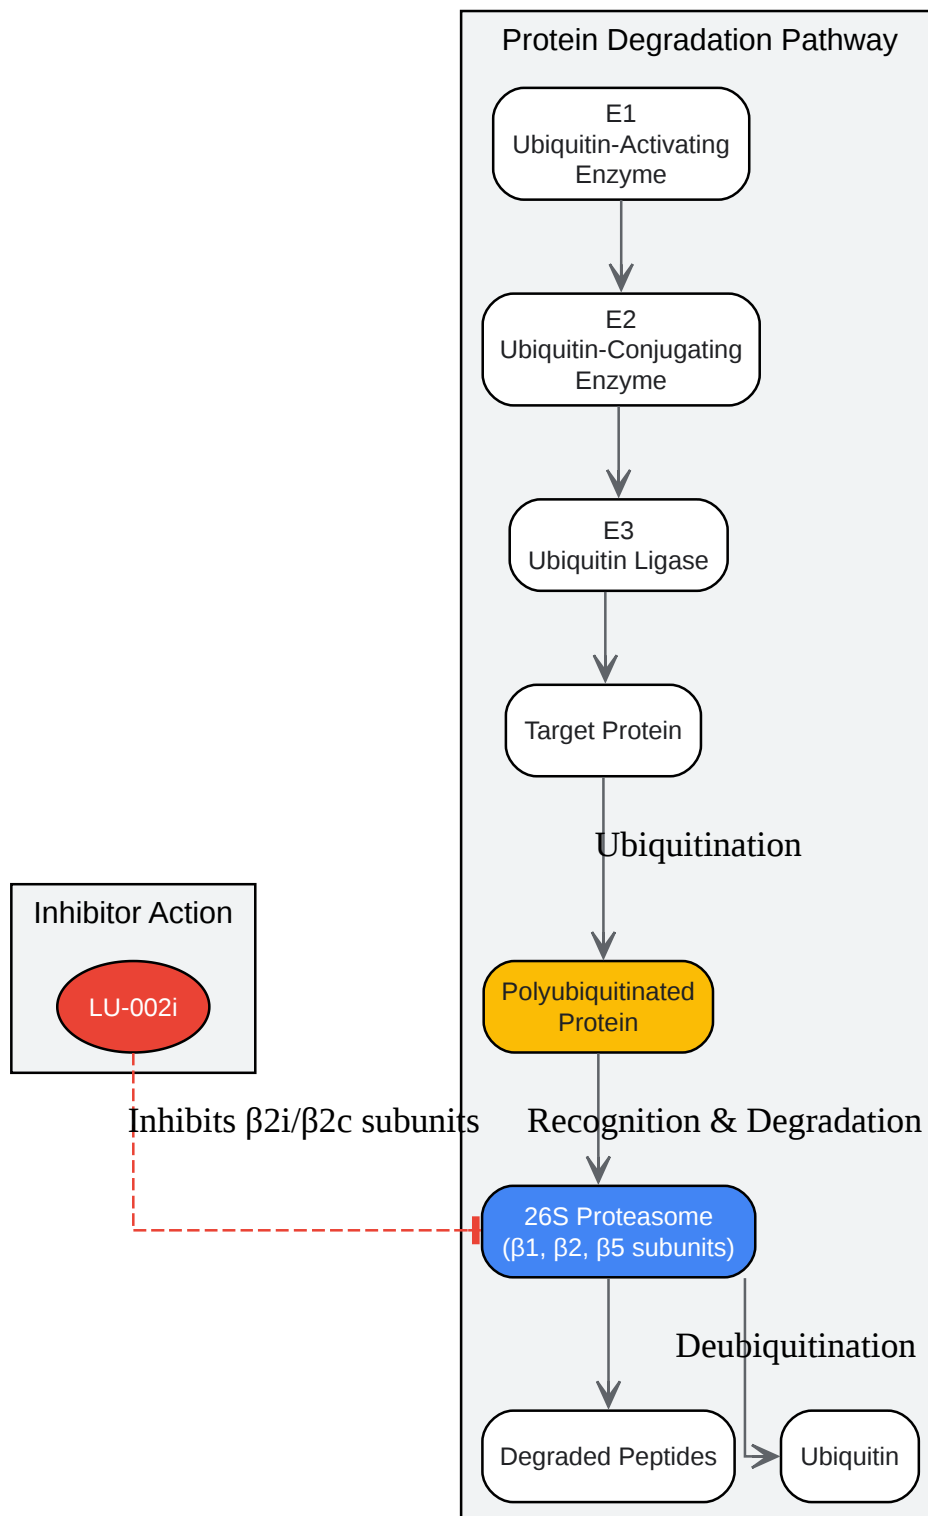 Protein Degradation Pathway
E1
Ubiquitin-Activating
Enzyme
E2
Ubiquitin-Conjugating
Enzyme
E3
Ubiquitin Ligase
Target Protein
Ubiquitination
Inhibitor Action
LU-002i
Polyubiquitinated
Protein
Inhibits β2i/β2c subunits
Recognition & Degradation
26S Proteasome
(β1, β2, β5 subunits)
Deubiquitination
Degraded Peptides
Ubiquitin